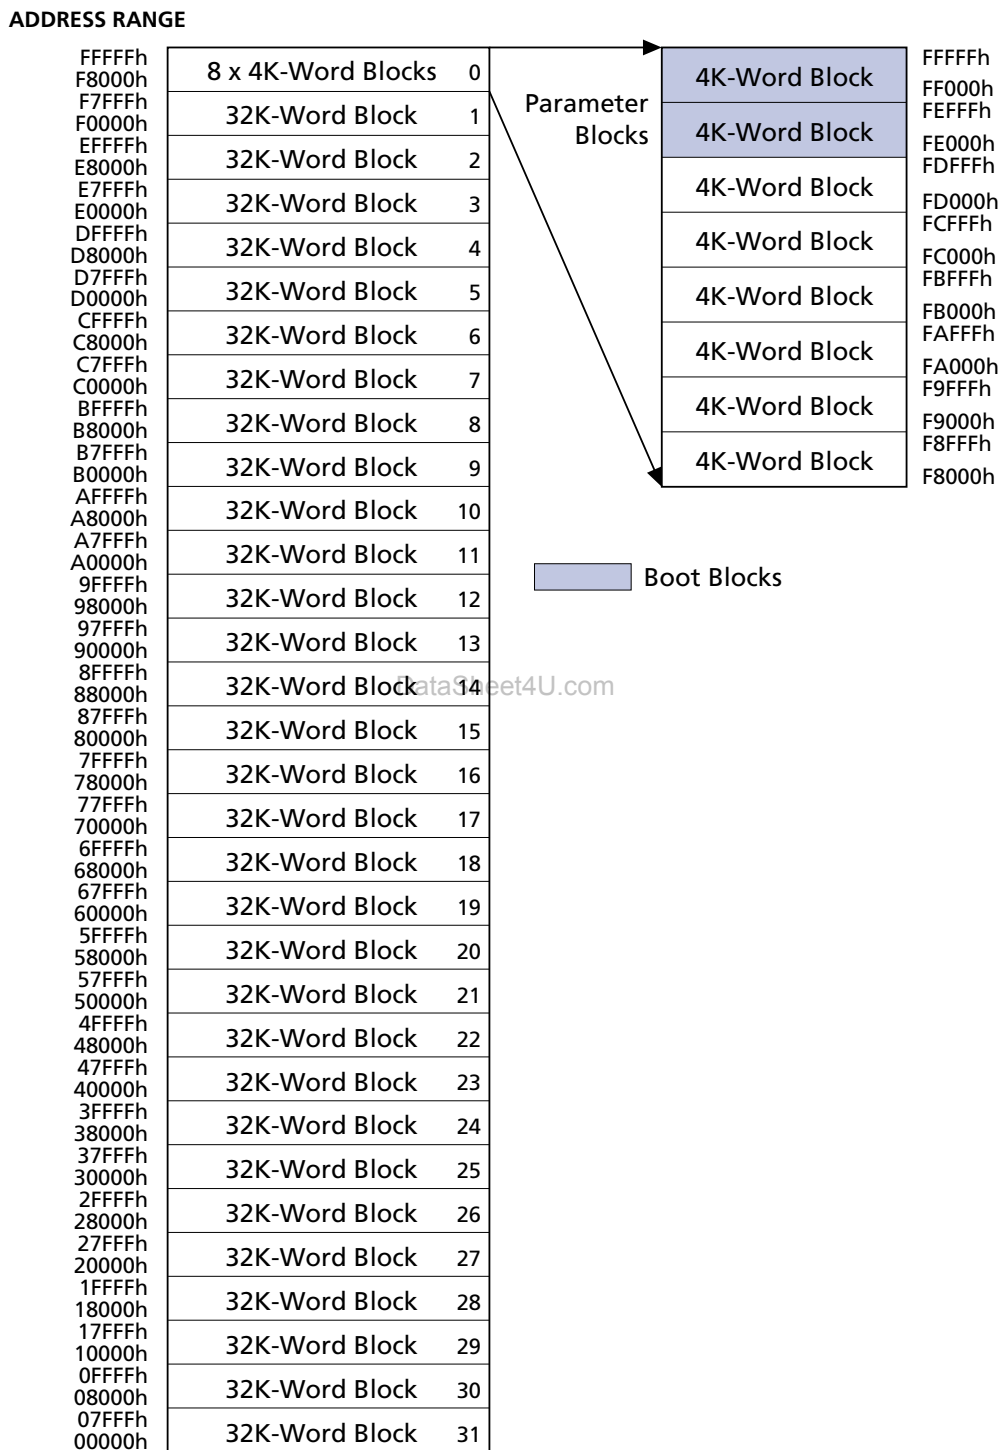 ADDRESS RANGE
FFFFFh
F8000h
8 x 4K-Word Blocks 0
F7FFFh
F0000h
32K-Word Block 1
EFFFFh
E8000h
32K-Word Block 2
E7FFFh
E0000h
32K-Word Block 3
DFFFFh
D8000h
32K-Word Block 4
D7FFFh
D0000h
32K-Word Block 5
CFFFFh
C8000h
32K-Word Block 6
C7FFFh
C0000h
32K-Word Block 7
BFFFFh
B8000h
32K-Word Block 8
B7FFFh
B0000h
32K-Word Block 9
AFFFFh
A8000h
32K-Word Block 10
A7FFFh
A0000h
32K-Word Block 11
9FFFFh
98000h
32K-Word Block 12
97FFFh
90000h
32K-Word Block 13
8FFFFh
88000h
32K-Word Block 14
DataSheet4U.com
87FFFh
80000h
32K-Word Block 15
7FFFFh
78000h
32K-Word Block 16
77FFFh
70000h
32K-Word Block 17
6FFFFh
68000h
32K-Word Block 18
67FFFh
60000h
32K-Word Block 19
5FFFFh
58000h
32K-Word Block 20
57FFFh
50000h
32K-Word Block 21
4FFFFh
48000h
32K-Word Block 22
47FFFh
40000h
32K-Word Block 23
3FFFFh
38000h
32K-Word Block 24
37FFFh
30000h
32K-Word Block 25
2FFFFh
28000h
32K-Word Block 26
27FFFh
20000h
32K-Word Block 27
1FFFFh
18000h
32K-Word Block 28
17FFFh
10000h
32K-Word Block 29
0FFFFh
08000h
32K-Word Block 30
07FFFh
00000h
32K-Word Block 31
Parameter
Blocks
4K-Word Block
FFFFFh
FF000h
4K-Word Block
FEFFFh
FE000h
4K-Word Block
FDFFFh
FD000h
4K-Word Block
FCFFFh
FC000h
4K-Word Block
FBFFFh
FB000h
4K-Word Block
FAFFFh
FA000h
4K-Word Block
F9FFFh
F9000h
4K-Word Block
F8FFFh
F8000h
Boot Blocks